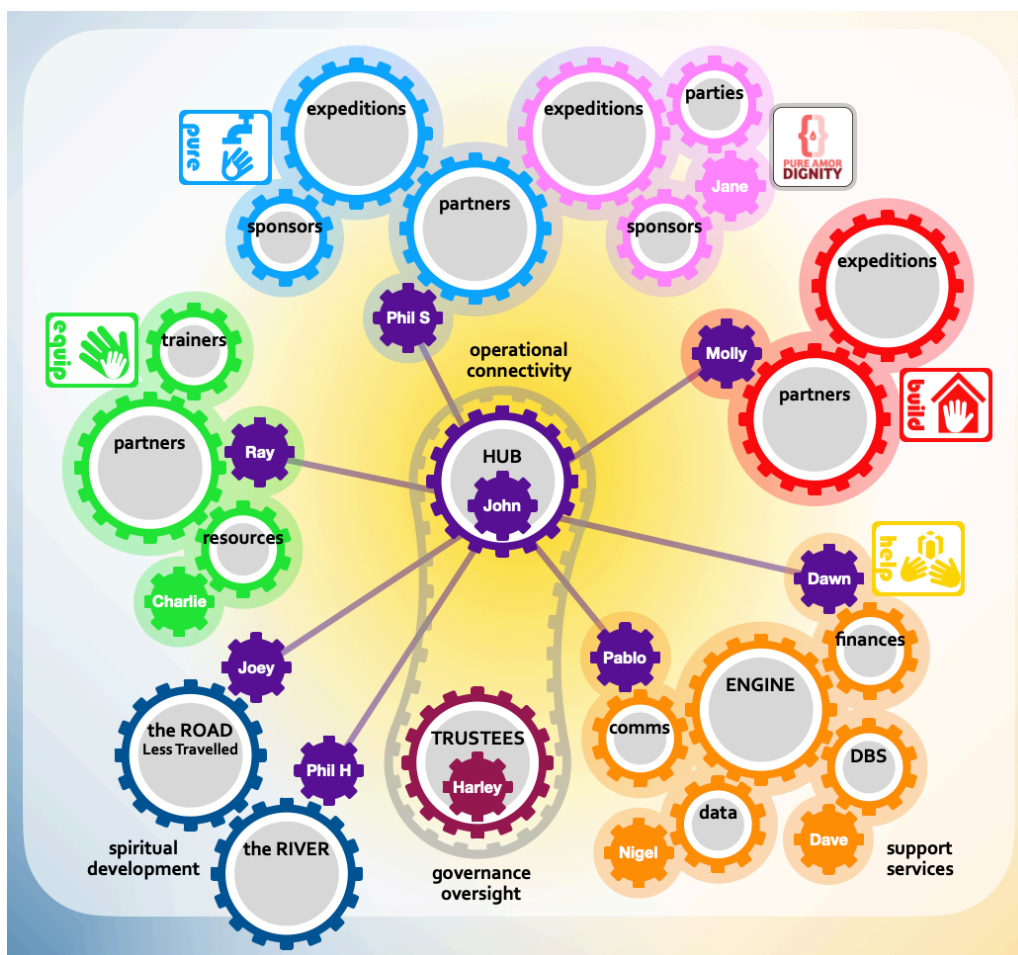 expeditions
expeditions
parties
pure
PURE AMOR
DIGNITY
Jane
partners
sponsors
sponsors
expeditions
Phil S
equip
trainers
operational
connectivity
Molly
partners
build
partners
Ray
HUB
John
resources
help
Dawn
Charlie
finances
Joey
Pablo
ENGINE
the ROAD
Less Travelled
comms
TRUSTEES
DBS
Phil H
Harley
data
spiritual
development
the RIVER
Nigel
Dave
support
services
governance
oversight